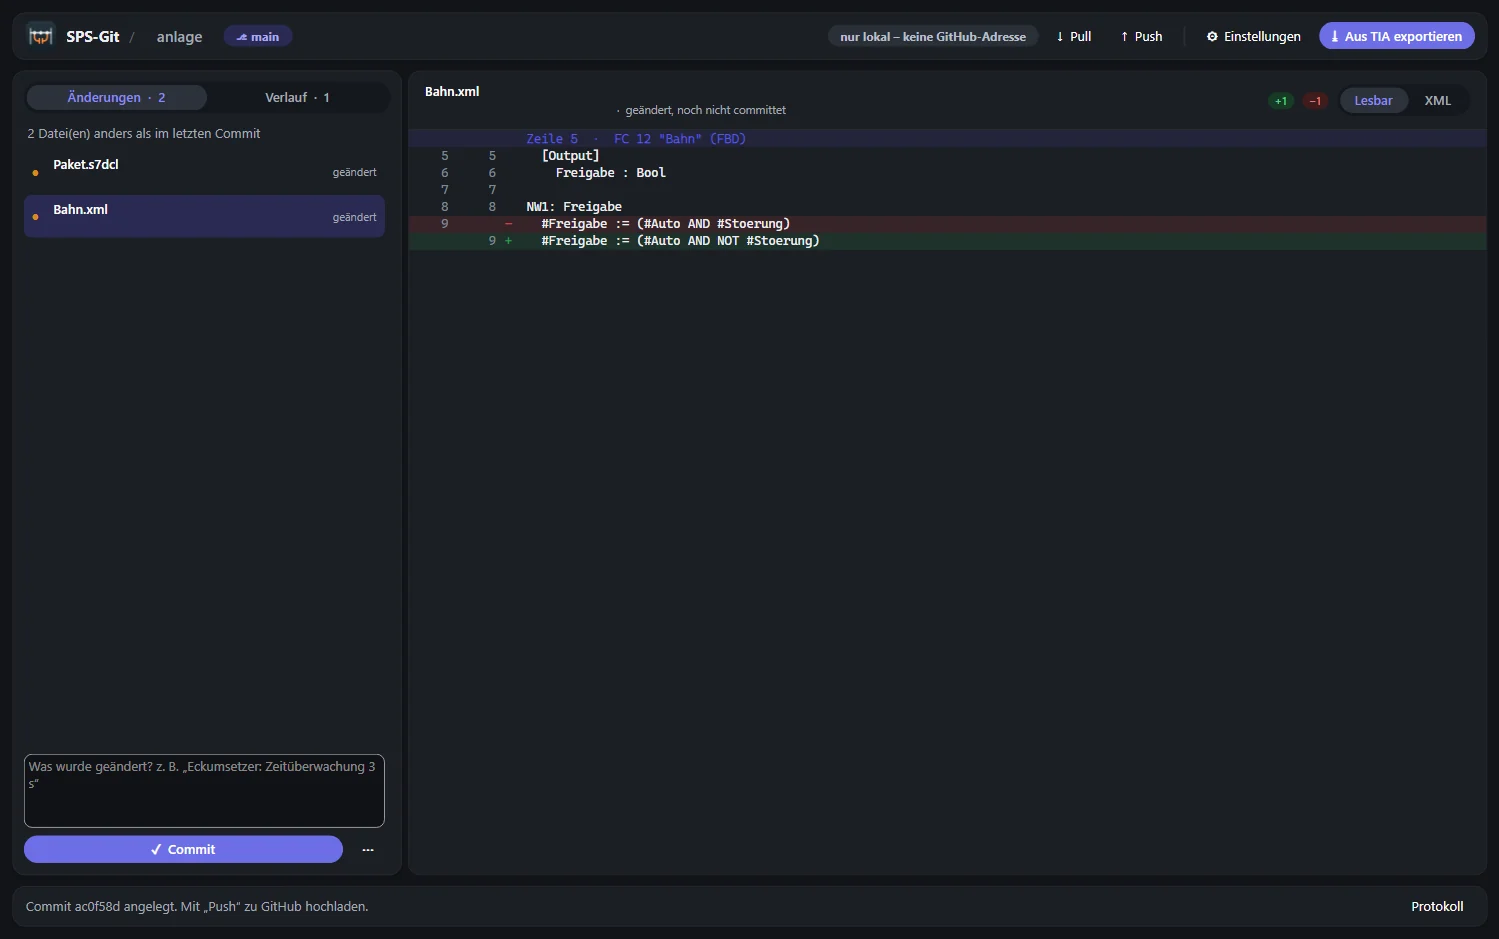 SPS-Git / anlage main
nur lokal – keine GitHub-Adresse ↓ Pull ↑ Push Einstellungen Aus TIA exportieren
Änderungen · 2 Verlauf · 1
2 Datei(en) anders als im letzten Commit
Paket.s7dcl
geändert
Bahn.xml
geändert
Was wurde geändert? z. B. „Eckumsetzer: Zeitüberwachung 3
s“
✓ Commit ...
Bahn.xml
· geändert, noch nicht committet
+1 −1 Lesbar XML
Zeile 5 · FC 12 "Bahn" (FBD)
5 5 [Output]
6 6 Freigabe : Bool
7 7
8 8 NW1: Freigabe
9 − #Freigabe := (#Auto AND #Stoerung)
9 + #Freigabe := (#Auto AND NOT #Stoerung)
Commit ac0f58d angelegt. Mit „Push“ zu GitHub hochladen. Protokoll